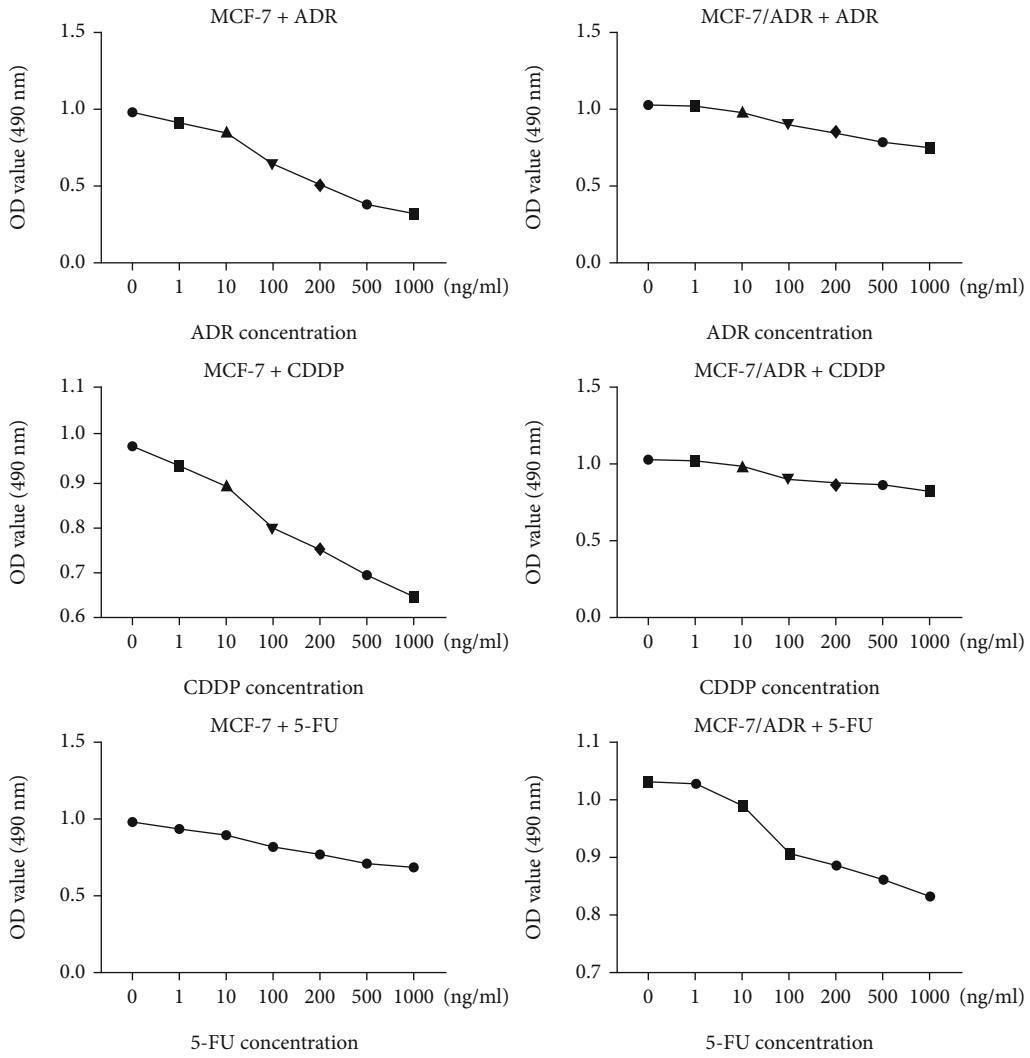 MCF-7 + ADR
OD value (490 nm)
1.5
1.0
0.5
0.0
0 1 10 100 200 500 1000 (ng/ml)
ADR concentration
MCF-7/ADR + ADR
OD value (490 nm)
1.5
1.0
0.5
0.0
0 1 10 100 200 500 1000 (ng/ml)
ADR concentration
MCF-7 + CDDP
OD value (490 nm)
1.1
1.0
0.9
0.8
0.7
0.6
0 1 10 100 200 500 1000 (ng/ml)
CDDP concentration
MCF-7/ADR + CDDP
OD value (490 nm)
1.5
1.0
0.5
0.0
0 1 10 100 200 500 1000 (ng/ml)
CDDP concentration
MCF-7 + 5-FU
OD value (490 nm)
1.5
1.0
0.5
0.0
0 1 10 100 200 500 1000 (ng/ml)
5-FU concentration
MCF-7/ADR + 5-FU
OD value (490 nm)
1.1
1.0
0.9
0.8
0.7
0 1 10 100 200 500 1000 (ng/ml)
5-FU concentration